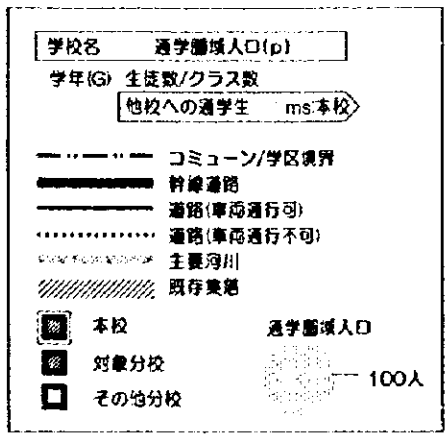 学校名 通学圏域人口(p)
学年(G) 生徒数/クラス数
他校への通学生 ms:本校
コミューン/学区境界
幹線道路
道路(車両通行可)
道路(車両通行不可)
主要河川
既存集落
本校 通学圏域人口
対象分校 100人
その他分校